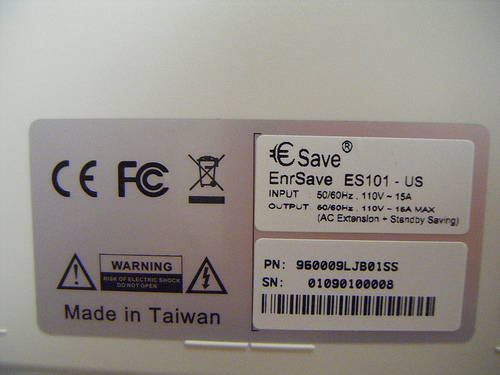 CE FC
WARNING
RISK OF ELECTRIC SHOCK
DO NOT OPEN
Made in Taiwan
€ Save®
EnrSave ES101 - US
INPUT 50/60Hz, 110V ~ 15A
OUTPUT 50/60Hz, 110V ~ 15A MAX
(AC Extension + Standby Saving)
PN: 960009LJB01SS
SN: 01090100008